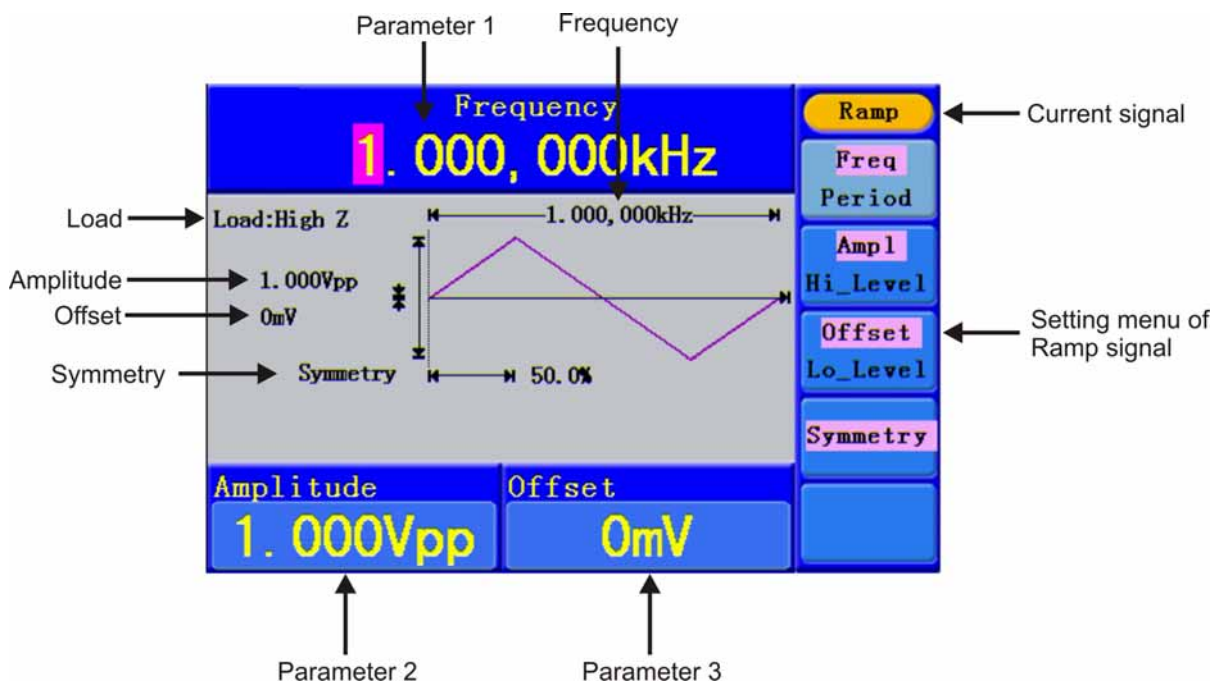 Parameter 1
Frequency
Frequency
1.000,000kHz
Ramp
Current signal
Freq
Period
Load
Load:High Z
1.000,000kHz
Ampl
Hi_Level
Amplitude
1.000Vpp
Offset
0mV
Offset
Lo_Level
Setting menu of
Ramp signal
Symmetry
Symmetry
50.0%
Symmetry
Amplitude
Offset
1.000Vpp
0mV
Parameter 2
Parameter 3